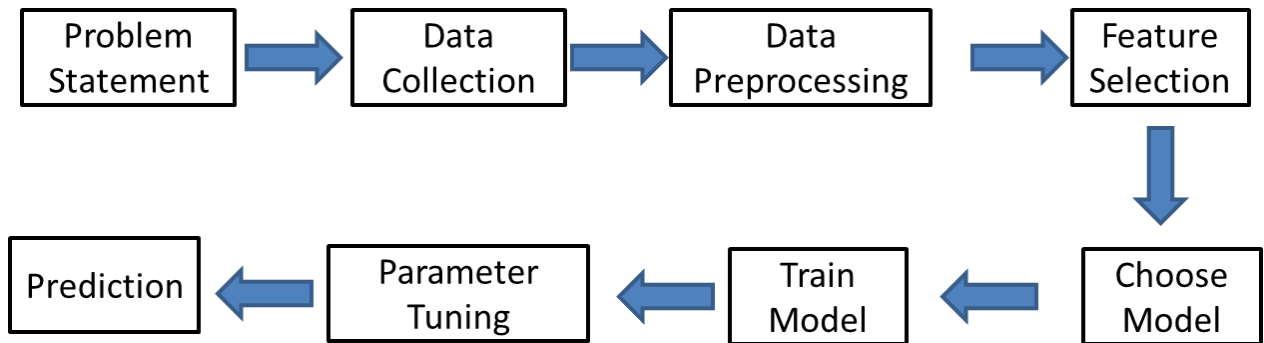 Problem
Statement
Data
Collection
Data
Preprocessing
Feature
Selection
Choose
Model
Train
Model
Parameter
Tuning
Prediction